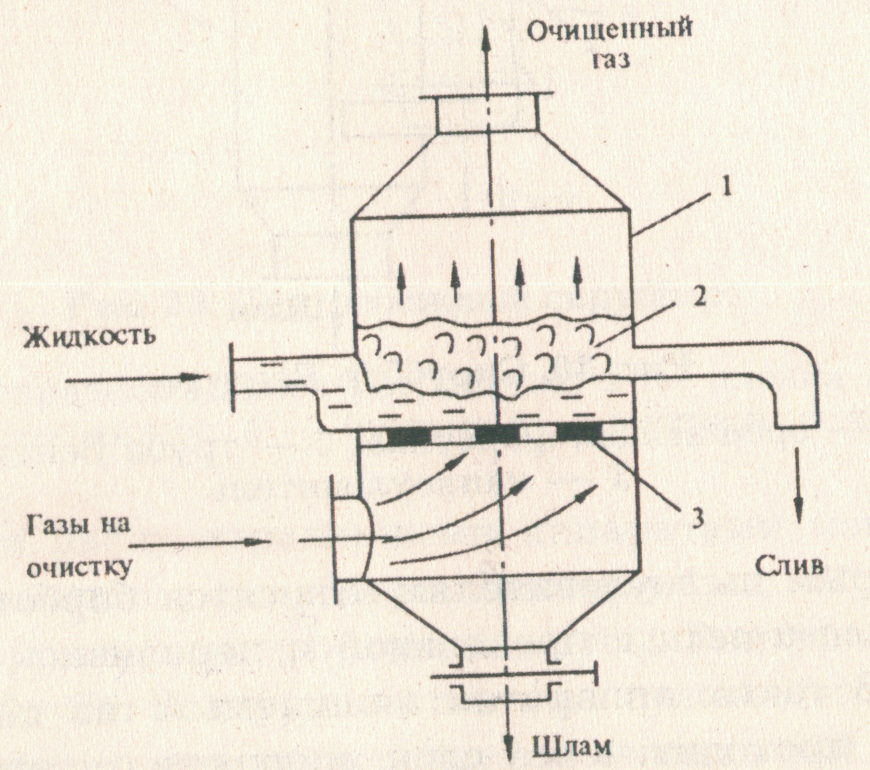 Очищенный
газ
1
2
Жидкость
Газы на
очистку
3
Слив
Шлам